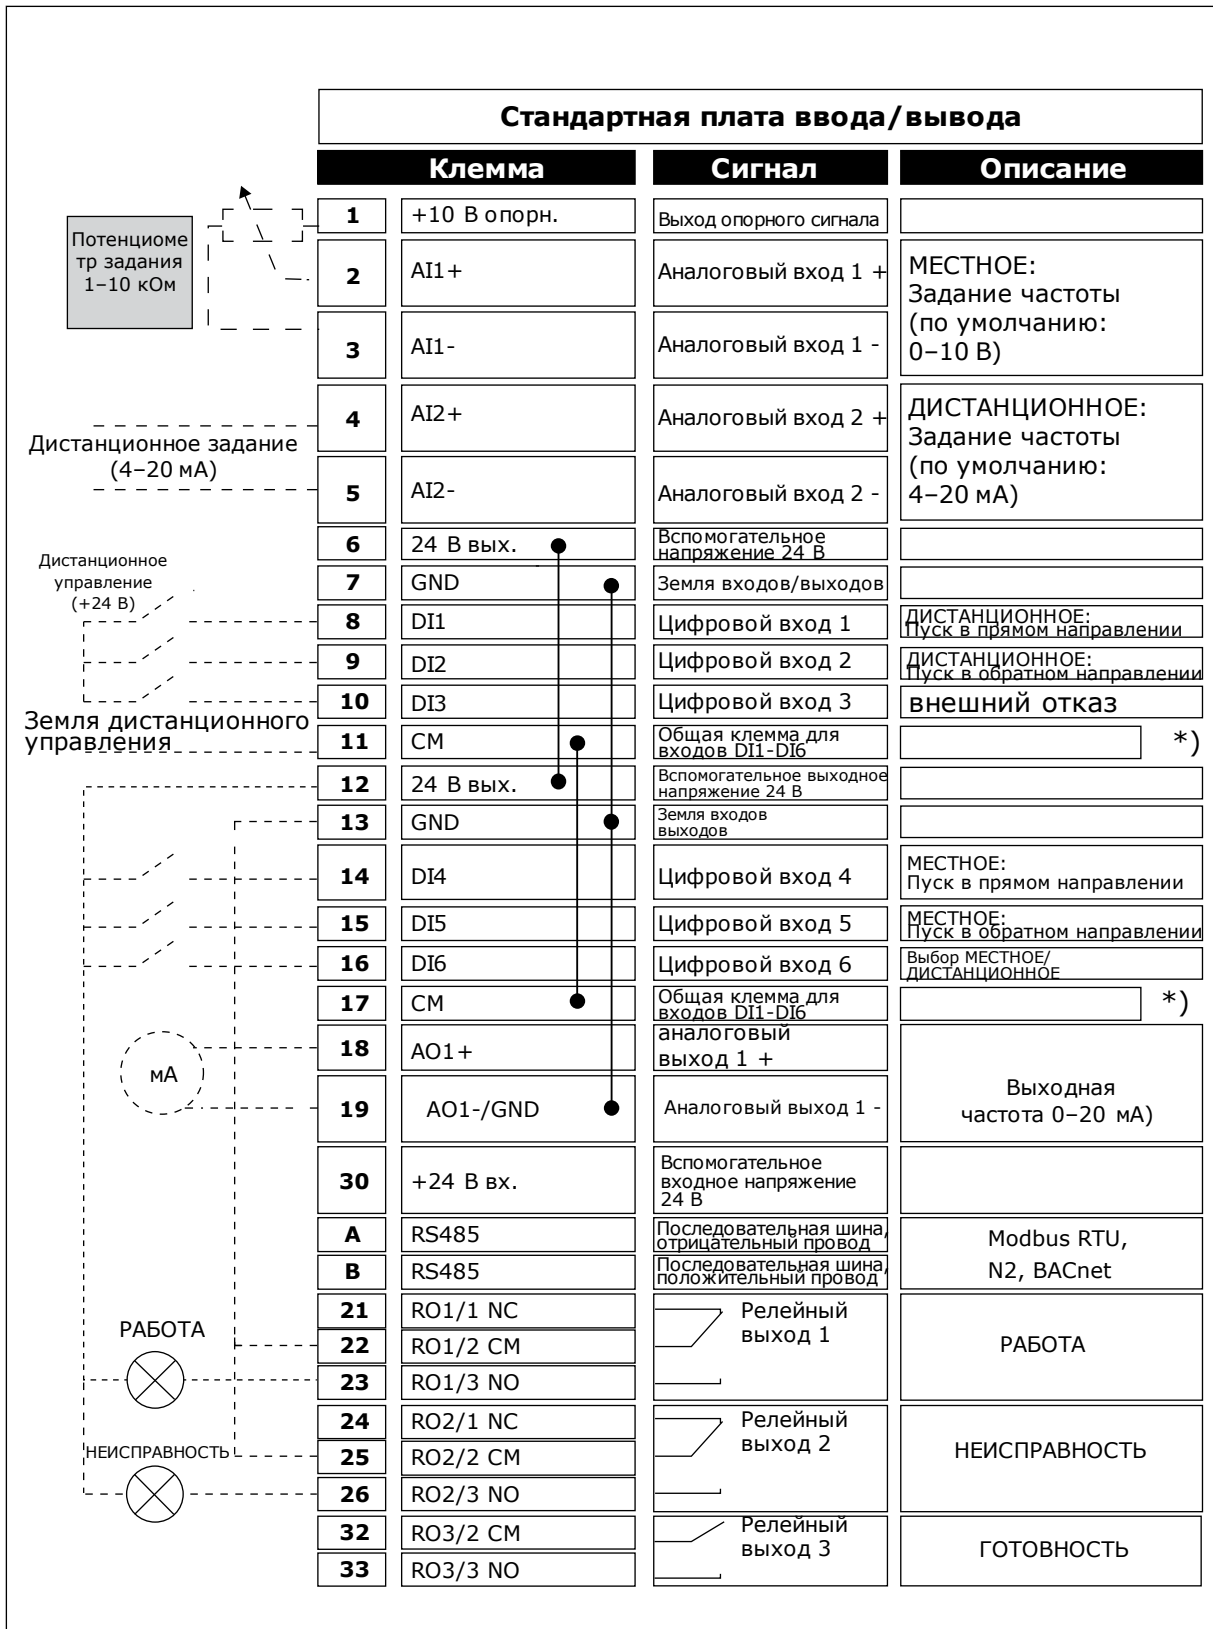 Стандартная плата ввода/вывода
Клемма Сигнал Описание
Потенциоме
тр задания
1–10 кОм
1 +10 В опорн. Выход опорного сигнала
2 AI1+ Аналоговый вход 1 +
3 AI1- Аналоговый вход 1 -
МЕСТНОЕ:
Задание частоты
(по умолчанию:
0–10 В)
Дистанционное задание
(4–20 мА)
4 AI2+ Аналоговый вход 2 +
5 AI2- Аналоговый вход 2 -
ДИСТАНЦИОННОЕ:
Задание частоты
(по умолчанию:
4–20 мА)
6 24 В вых. Вспомогательное
напряжение 24 В
Дистанционное
управление
(+24 В)
7 GND Земля входов/выходов
8 DI1 Цифровой вход 1 ДИСТАНЦИОННОЕ:
Пуск в прямом направлении
9 DI2 Цифровой вход 2 ДИСТАНЦИОННОЕ:
Пуск в обратном направлении
10 DI3 Цифровой вход 3 внешний отказ
Земля дистанционного
управления
11 CM Общая клемма для
входов DI1-DI6
*)
12 24 В вых. Вспомогательное выходное
напряжение 24 В
13 GND Земля входов
выходов
14 DI4 Цифровой вход 4 МЕСТНОЕ:
Пуск в прямом направлении
15 DI5 Цифровой вход 5 МЕСТНОЕ:
Пуск в обратном направлении
16 DI6 Цифровой вход 6 Выбор МЕСТНОЕ/
ДИСТАНЦИОННОЕ
17 CM Общая клемма для
входов DI1-DI6
*)
мА
18 AO1+ аналоговый
выход 1 +
19 AO1-/GND Аналоговый выход 1 -
Выходная
частота 0–20 мА)
30 +24 В вх. Вспомогательное
входное напряжение
24 В
A RS485 Последовательная шина,
отрицательный провод
B RS485 Последовательная шина,
положительный провод
Modbus RTU,
N2, BACnet
РАБОТА
21 RO1/1 NC
22 RO1/2 CM
23 RO1/3 NO
Релейный
выход 1
РАБОТА
НЕИСПРАВНОСТЬ
24 RO2/1 NC
25 RO2/2 CM
26 RO2/3 NO
Релейный
выход 2
НЕИСПРАВНОСТЬ
32 RO3/2 CM
33 RO3/3 NO
Релейный
выход 3
ГОТОВНОСТЬ